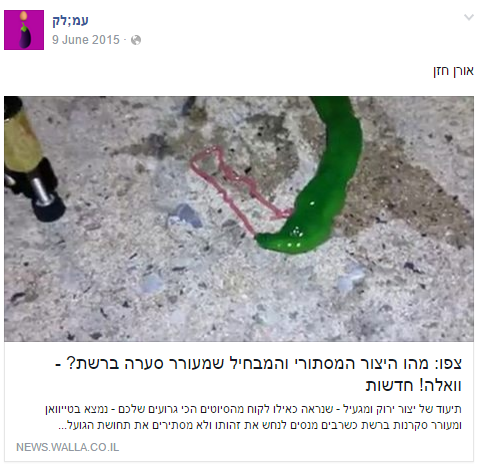 עמ;לק
9 June 2015 ·
אורן חזן
צפו: מהו היצור המסתורי והמבחיל שמעורר סערה ברשת? -
וואלה! חדשות
תיעוד של יצור ירוק ומגעיל - שנראה כאילו לקוח מהסיוטים הכי גרועים שלכם - נמצא בטייוואן
ומעורר סקרנות ברשת כשרבים מנסים לנחש את זהותו ולא מסתירים את תחושת הגועל...
NEWS.WALLA.CO.IL